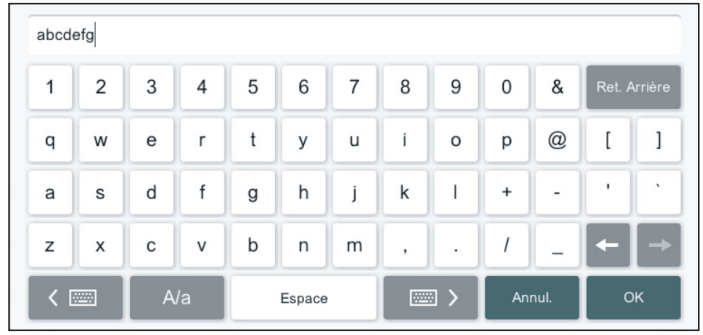 abcdefg
1 2 3 4 5 6 7 8 9 0 & Ret. Arrière
q w e r t y u i o p @ [ ]
a s d f g h j k l + - ' `
z x c v b n m , . / _ ← →
< A/a Espace > Annul. OK